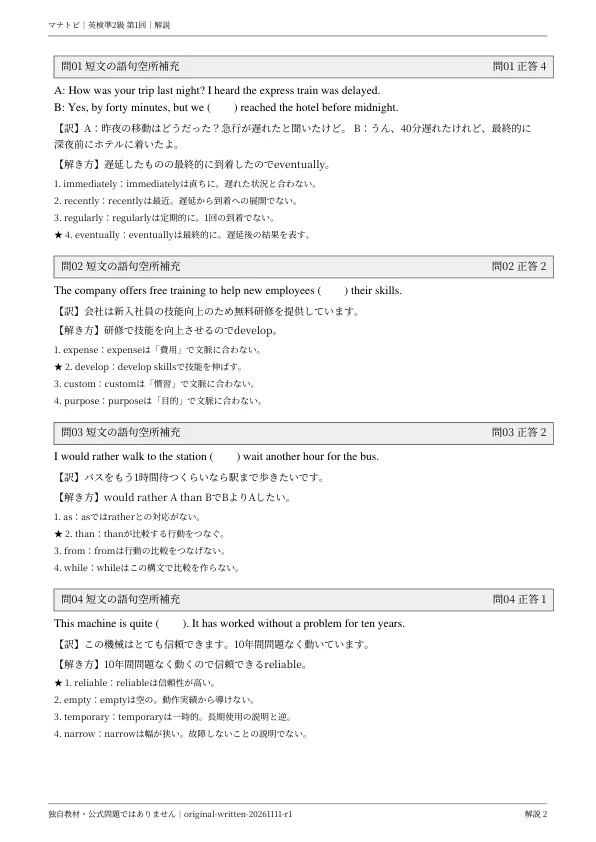 マナトビ｜英検準2級 第1回｜解説
問01 短文の語句空所補充 問01 正答 4
A: How was your trip last night? I heard the express train was delayed.
B: Yes, by forty minutes, but we (　　) reached the hotel before midnight.
【訳】A：昨夜の移動はどうだった？急行が遅れたと聞いたけど。 B：うん、40分遅れたけれど、最終的に
深夜前にホテルに着いたよ。
【解き方】遅延したものの最終的に到着したのでeventually。
1. immediately：immediatelyは直ちに。遅れた状況と合わない。
2. recently：recentlyは最近。遅延から到着への展開でない。
3. regularly：regularlyは定期的に。1回の到着でない。
★ 4. eventually：eventuallyは最終的に。遅延後の結果を表す。
問02 短文の語句空所補充 問02 正答 2
The company offers free training to help new employees (　　) their skills.
【訳】会社は新入社員の技能向上のため無料研修を提供しています。
【解き方】研修で技能を向上させるのでdevelop。
1. expense：expenseは「費用」で文脈に合わない。
★ 2. develop：develop skillsで技能を伸ばす。
3. custom：customは「慣習」で文脈に合わない。
4. purpose：purposeは「目的」で文脈に合わない。
問03 短文の語句空所補充 問03 正答 2
I would rather walk to the station (　　) wait another hour for the bus.
【訳】バスをもう1時間待つくらいなら駅まで歩きたいです。
【解き方】would rather A than BでBよりAしたい。
1. as：asではratherとの対応がない。
★ 2. than：thanが比較する行動をつなぐ。
3. from：fromは行動の比較をつなげない。
4. while：whileはこの構文で比較を作らない。
問04 短文の語句空所補充 問04 正答 1
This machine is quite (　　). It has worked without a problem for ten years.
【訳】この機械はとても信頼できます。10年間問題なく動いています。
【解き方】10年間問題なく動くので信頼できるreliable。
★ 1. reliable：reliableは信頼性が高い。
2. empty：emptyは空の。動作実績から導けない。
3. temporary：temporaryは一時的。長期使用の説明と逆。
4. narrow：narrowは幅が狭い。故障しないことの説明でない。
独自教材・公式問題ではありません｜original-written-20261111-r1 解説 2